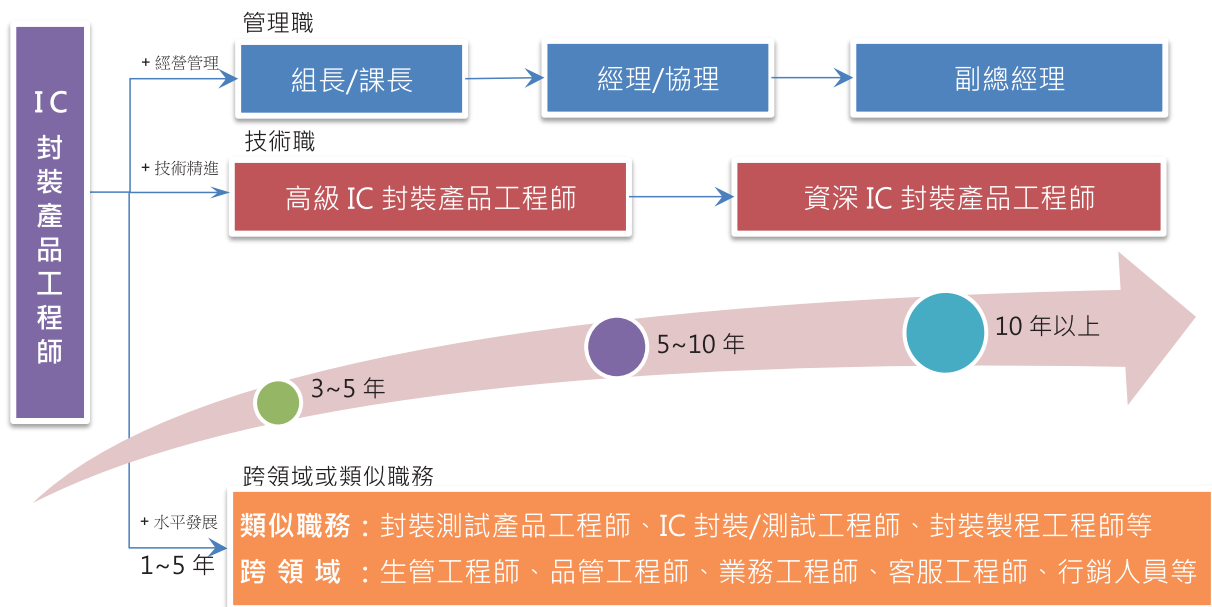 IC封裝產品工程師
管理職
+ 經營管理
組長/課長
經理/協理
副總經理
技術職
+ 技術精進
高級 IC 封裝產品工程師
資深 IC 封裝產品工程師
3~5 年
5~10 年
10 年以上
跨領域或類似職務
+ 水平發展
1~5 年
類似職務：封裝測試產品工程師、IC 封裝/測試工程師、封裝製程工程師等
跨 領 域 ：生管工程師、品管工程師、業務工程師、客服工程師、行銷人員等